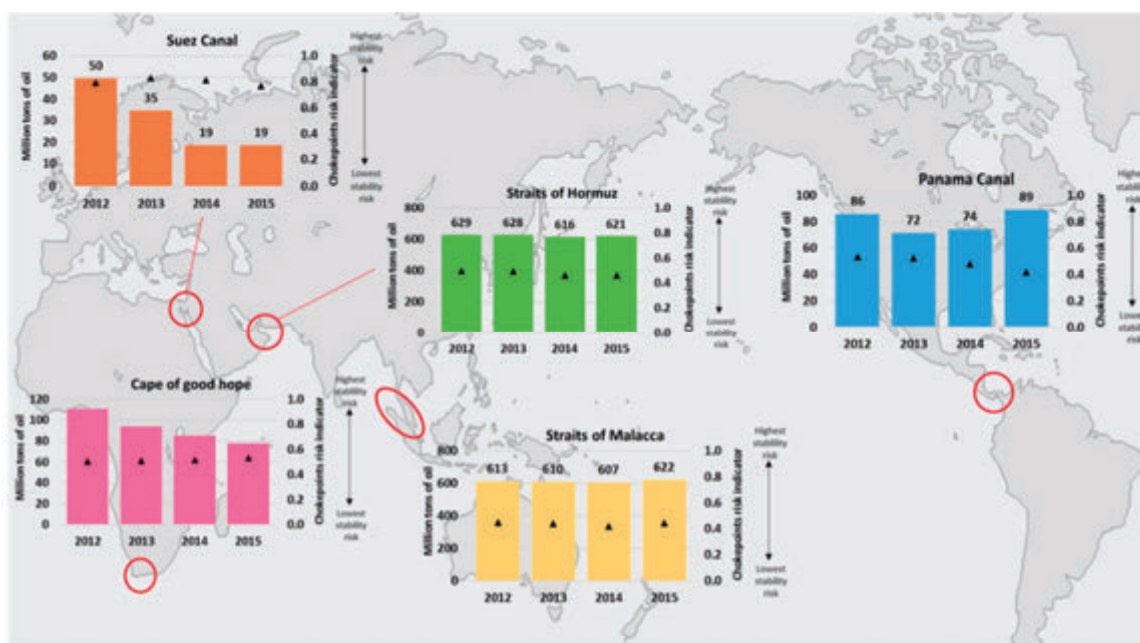 Suez Canal
Million tons of oil
60
50
40
30
20
10
0
50
35
19
19
2012 2013 2014 2015
1.0
0.8
0.6
0.4
0.2
0.0
Chokepoints risk indicator
Highest
stability
risk
Lowest
stability
risk
Straits of Hormuz
Million tons of oil
800
600
400
200
0
629
628
616
621
2012 2013 2014 2015
1.0
0.8
0.6
0.4
0.2
0.0
Chokepoints risk indicator
Highest
stability
risk
Lowest
stability
risk
Panama Canal
Million tons of oil
100
80
60
40
20
0
86
72
74
89
2012 2013 2014 2015
1.0
0.8
0.6
0.4
0.2
0.0
Chokepoints risk indicator
Highest
stability
risk
Lowest
stability
risk
Cape of good hope
Million tons of oil
120
100
80
60
40
20
0
2012 2013 2014 2015
1.0
0.8
0.6
0.4
0.2
0.0
Chokepoints risk indicator
Highest
stability
risk
Lowest
stability
risk
Straits of Malacca
Million tons of oil
800
600
400
200
0
613
610
607
622
2012 2013 2014 2015
1.0
0.8
0.6
0.4
0.2
0.0
Chokepoints risk indicator
Highest
stability
risk
Lowest
stability
risk